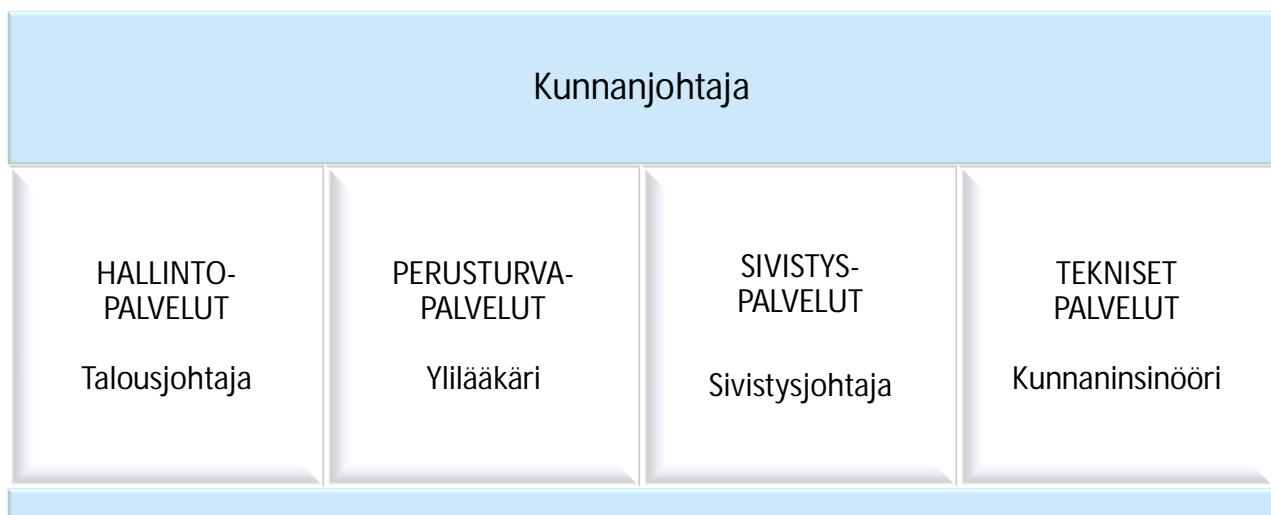 Kunnanjohtaja
HALLINTO-
PALVELUT
Talousjohtaja
PERUSTURVA-
PALVELUT
Ylilääkäri
SIVISTYS-
PALVELUT
Sivistysjohtaja
TEKNISET
PALVELUT
Kunnaninsinööri